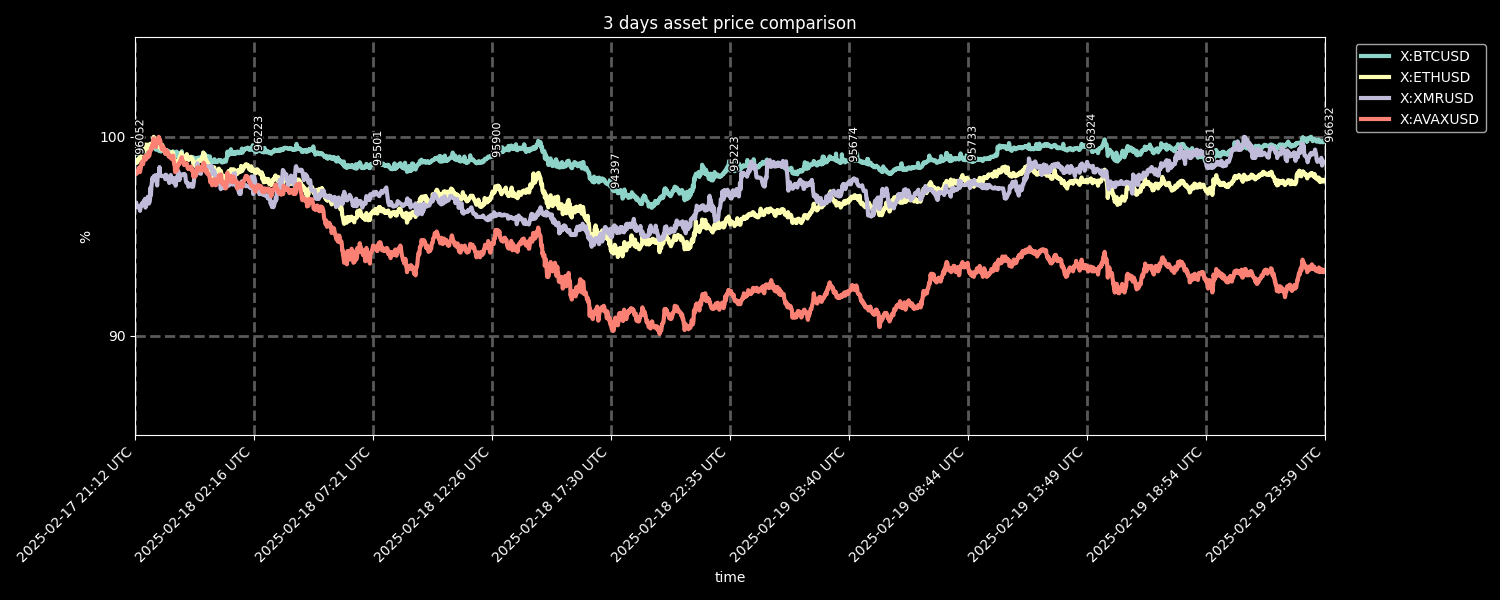 3 days asset price comparison
X:BTCUSD
X:ETHUSD
X:XMRUSD
X:AVAXUSD
100
90
%
96052
96223
95501
95900
94397
95223
95674
95733
96324
95651
96632
2025-02-17 21:12 UTC
2025-02-18 02:16 UTC
2025-02-18 07:21 UTC
2025-02-18 12:26 UTC
2025-02-18 17:30 UTC
2025-02-18 22:35 UTC
2025-02-19 03:40 UTC
2025-02-19 08:44 UTC
2025-02-19 13:49 UTC
2025-02-19 18:54 UTC
2025-02-19 23:59 UTC
time